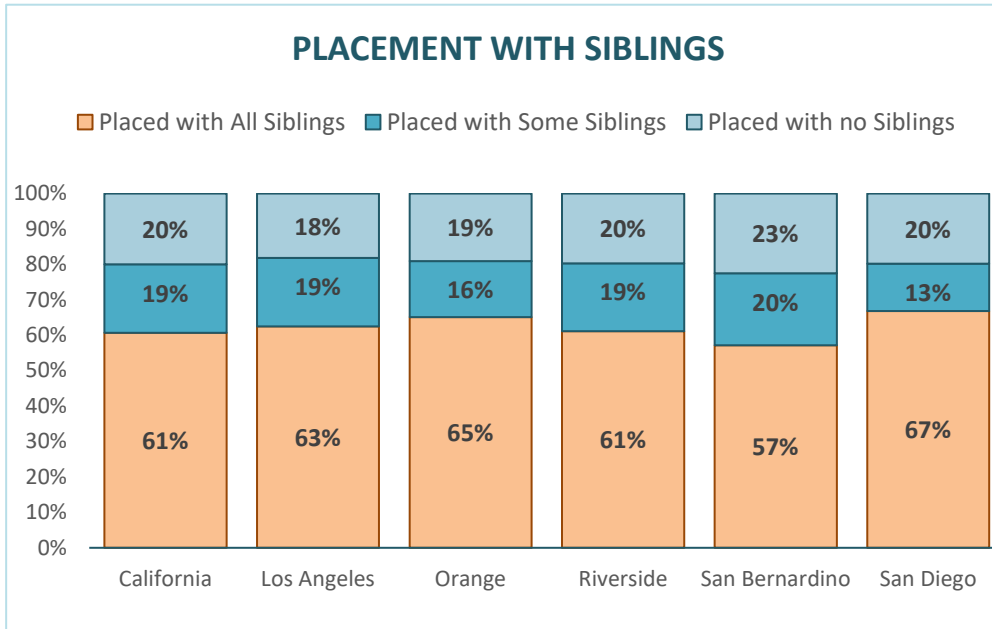 PLACEMENT WITH SIBLINGS
Placed with All Siblings Placed with Some Siblings Placed with no Siblings
100%
90%
80%
70%
60%
50%
40%
30%
20%
10%
0%
20% 18% 19% 20% 23% 20%
19% 19% 16% 19% 20% 13%
61% 63% 65% 61% 57% 67%
California Los Angeles Orange Riverside San Bernardino San Diego